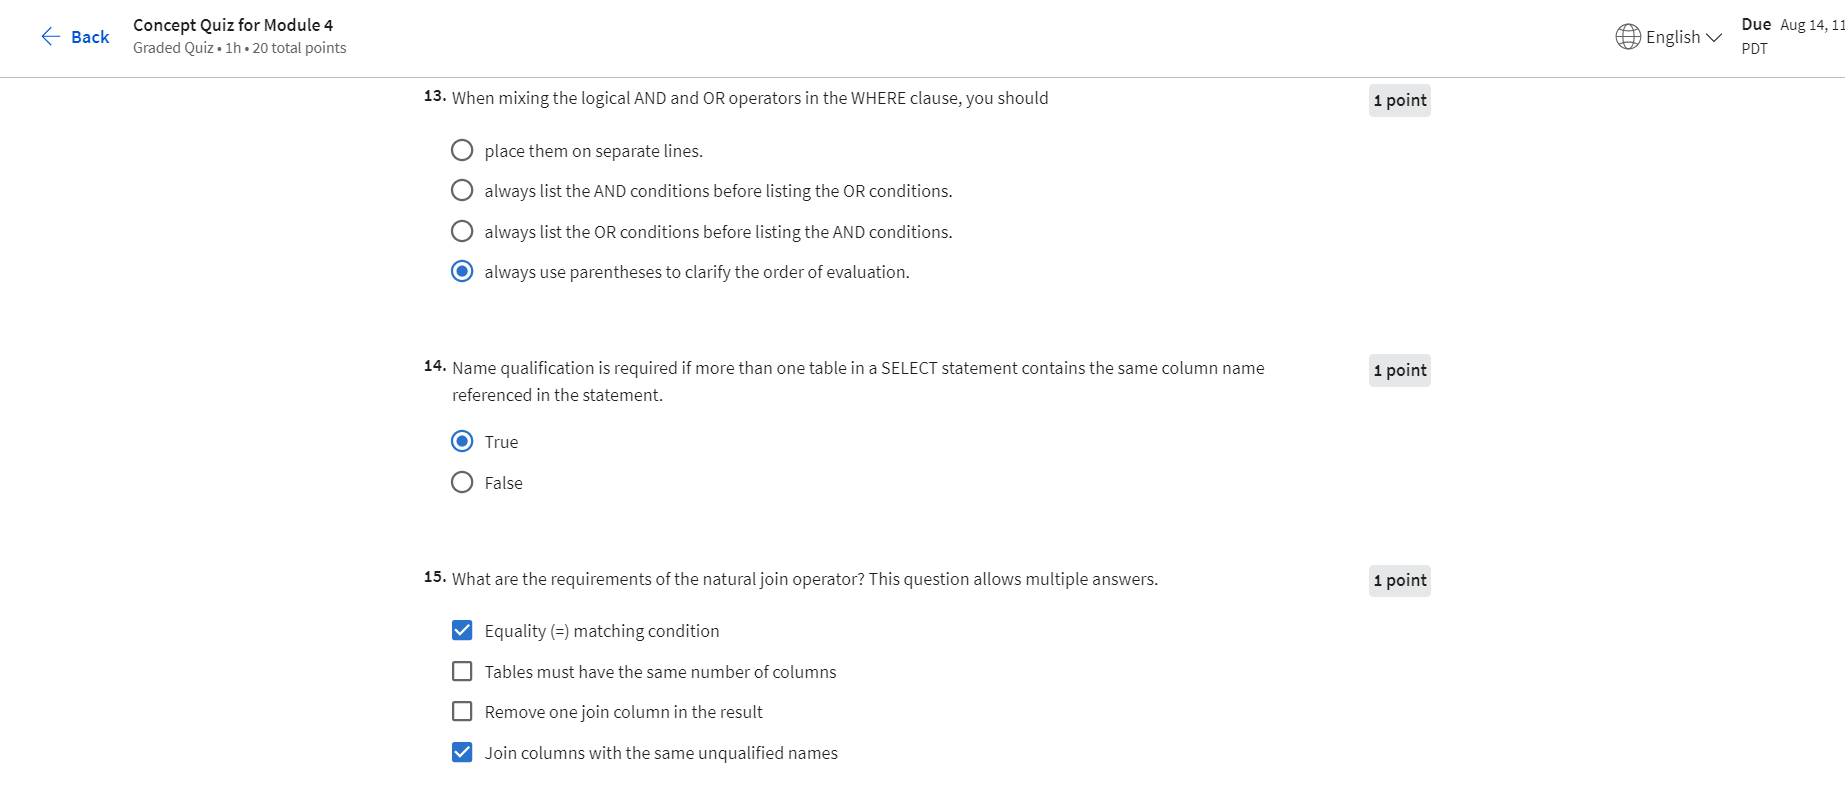 Back
Concept Quiz for Module 4
Graded Quiz • 1h • 20 total points
English
Due Aug 14, 11
PDT
13. When mixing the logical AND and OR operators in the WHERE clause, you should
1 point
place them on separate lines.
always list the AND conditions before listing the OR conditions.
always list the OR conditions before listing the AND conditions.
always use parentheses to clarify the order of evaluation.
14. Name qualification is required if more than one table in a SELECT statement contains the same column name
referenced in the statement.
1 point
True
False
15. What are the requirements of the natural join operator? This question allows multiple answers.
1 point
Equality (=) matching condition
Tables must have the same number of columns
Remove one join column in the result
Join columns with the same unqualified names